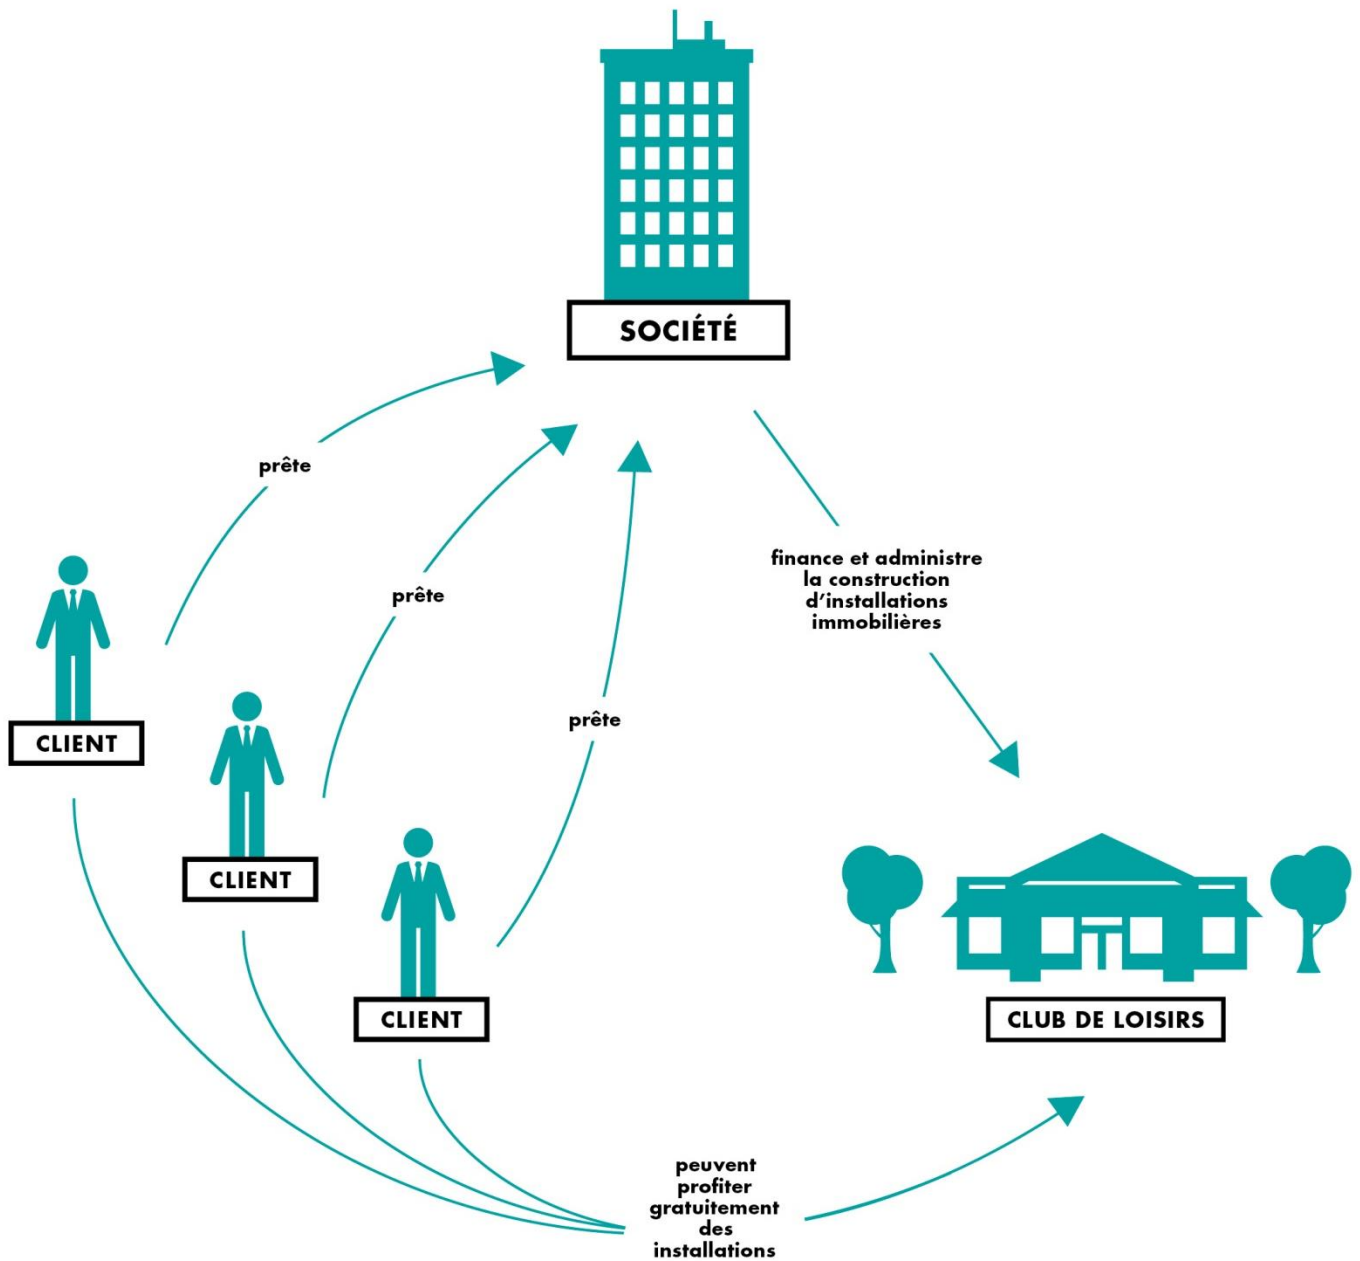 SOCIÉTÉ
prête
prête
prête
finance et administre
la construction
d’installations
immobilières
CLIENT
CLIENT
CLIENT
CLUB DE LOISIRS
peuvent
profiter
gratuitement
des
installations